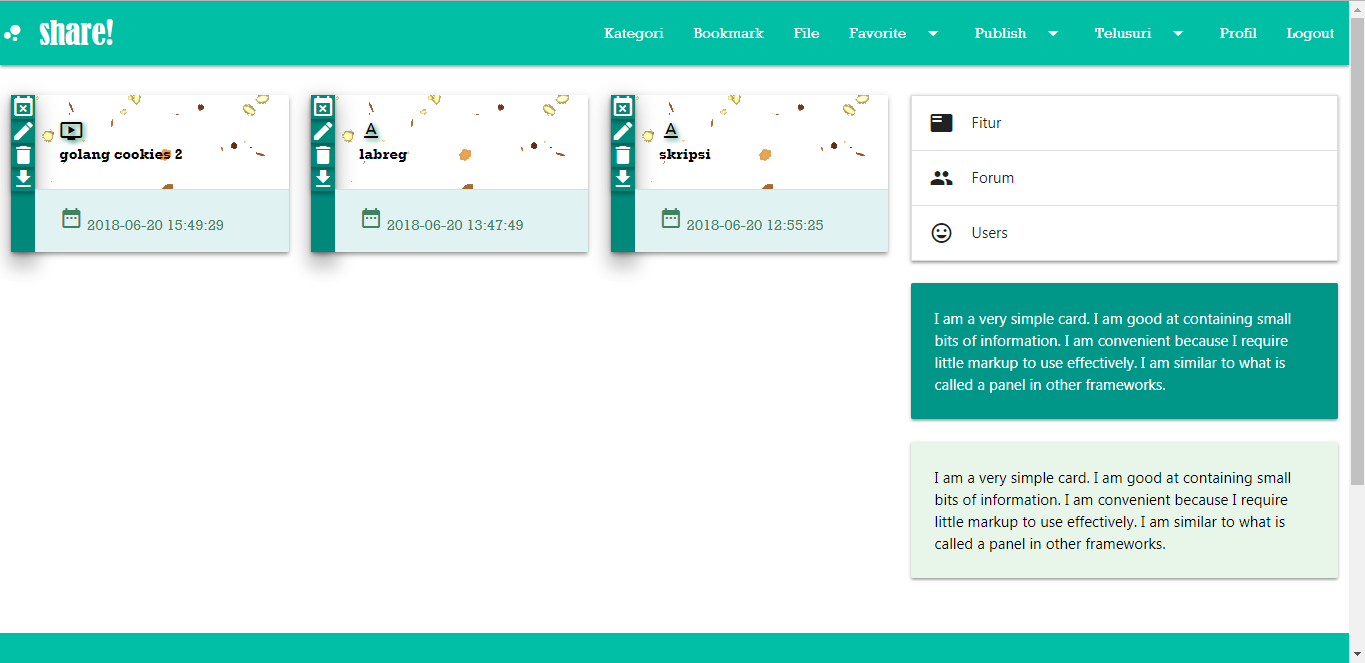 share!
Kategori Bookmark File Favorite Publish Telusuri Profil Logout
golang cookies 2
2018-06-20 15:49:29
labreg
2018-06-20 13:47:49
skripsi
2018-06-20 12:55:25
Fitur
Forum
Users
I am a very simple card. I am good at containing small
bits of information. I am convenient because I require
little markup to use effectively. I am similar to what is
called a panel in other frameworks.
I am a very simple card. I am good at containing small
bits of information. I am convenient because I require
little markup to use effectively. I am similar to what is
called a panel in other frameworks.